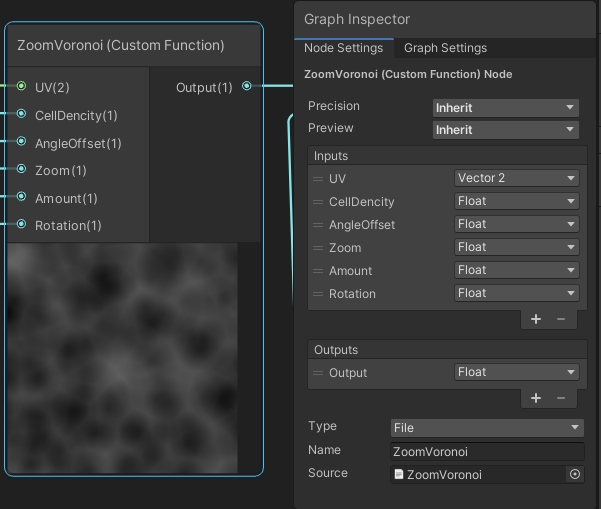 ZoomVoronoi (Custom Function)
UV(2)
Output(1)
CellDencity(1)
AngleOffset(1)
Zoom(1)
Amount(1)
Rotation(1)
Graph Inspector
Node Settings Graph Settings
ZoomVoronoi (Custom Function) Node
Precision Inherit
Preview Inherit
Inputs
UV Vector 2
CellDencity Float
AngleOffset Float
Zoom Float
Amount Float
Rotation Float
+ −
Outputs
Output Float
+ −
Type File
Name ZoomVoronoi
Source ZoomVoronoi